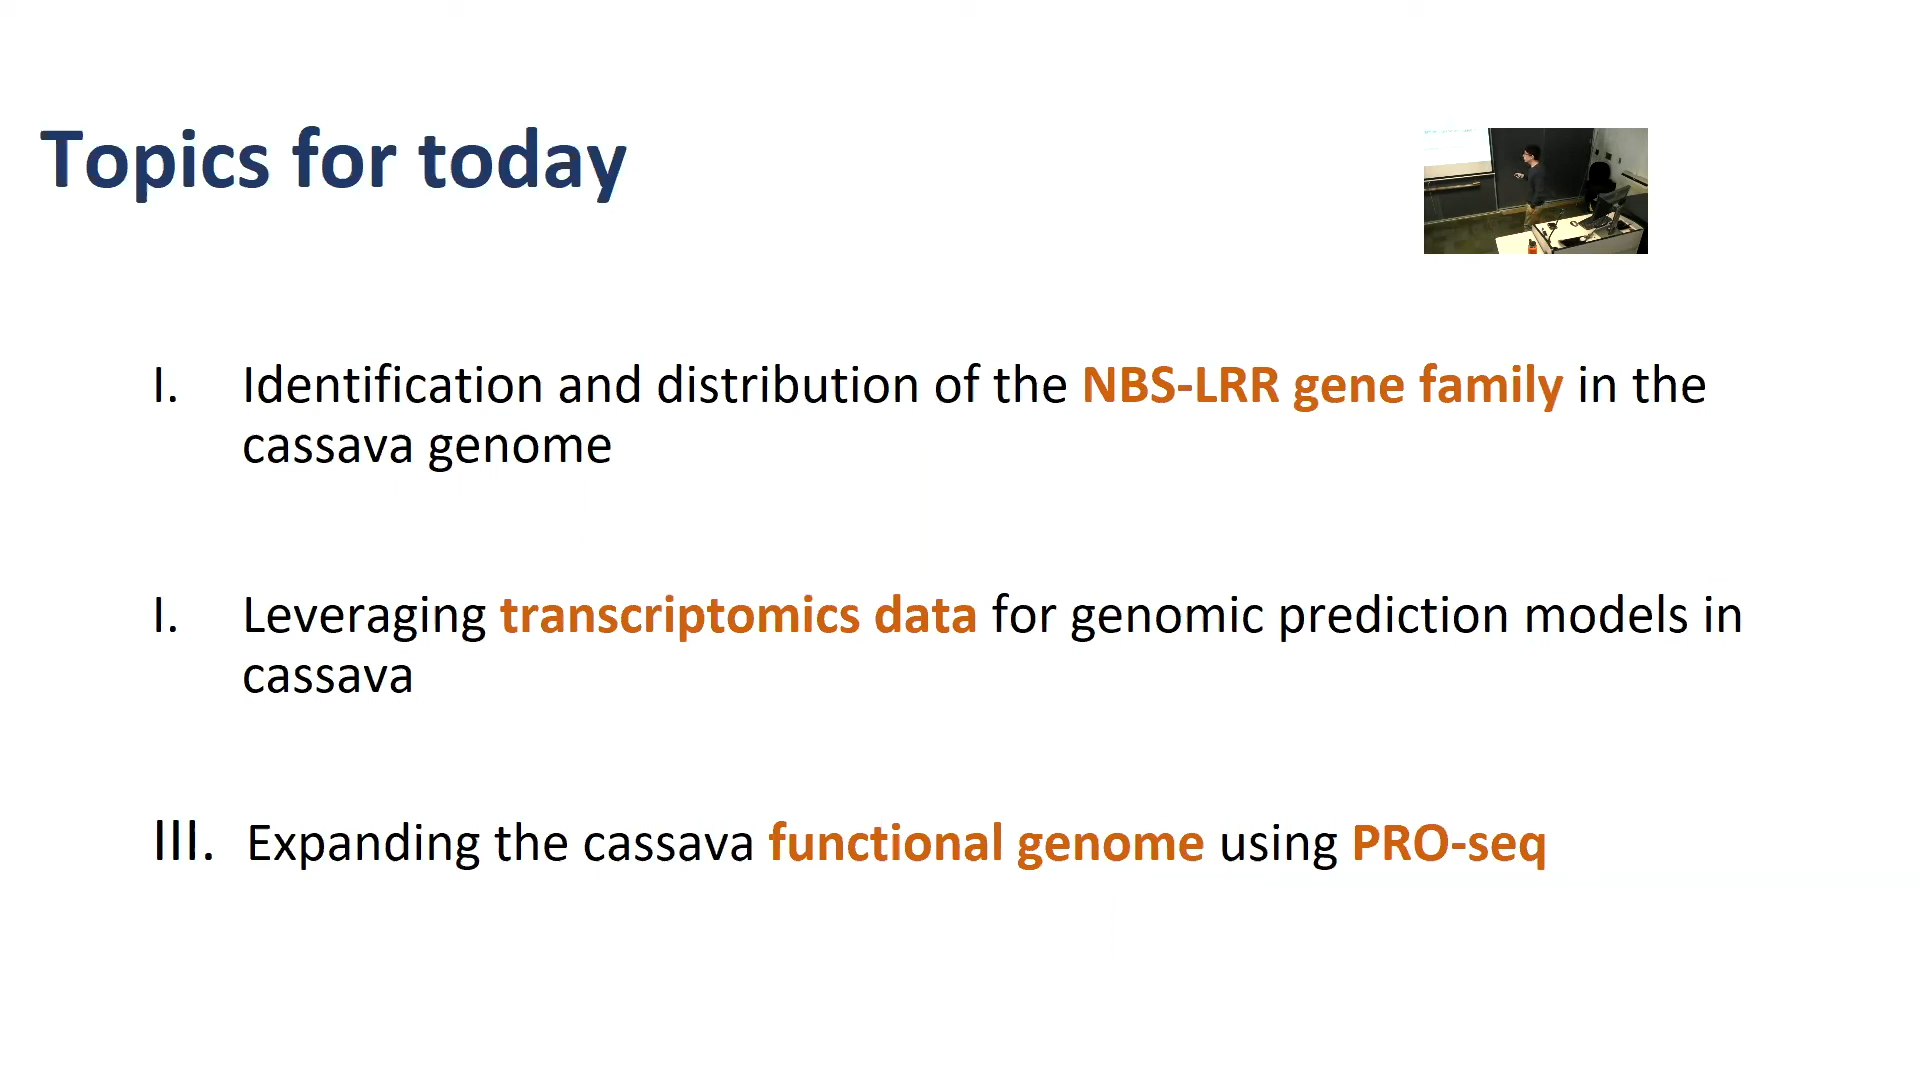 Topics for today
I. Identification and distribution of the NBS-LRR gene family in the
cassava genome
I. Leveraging transcriptomics data for genomic prediction models in
cassava
III. Expanding the cassava functional genome using PRO-seq